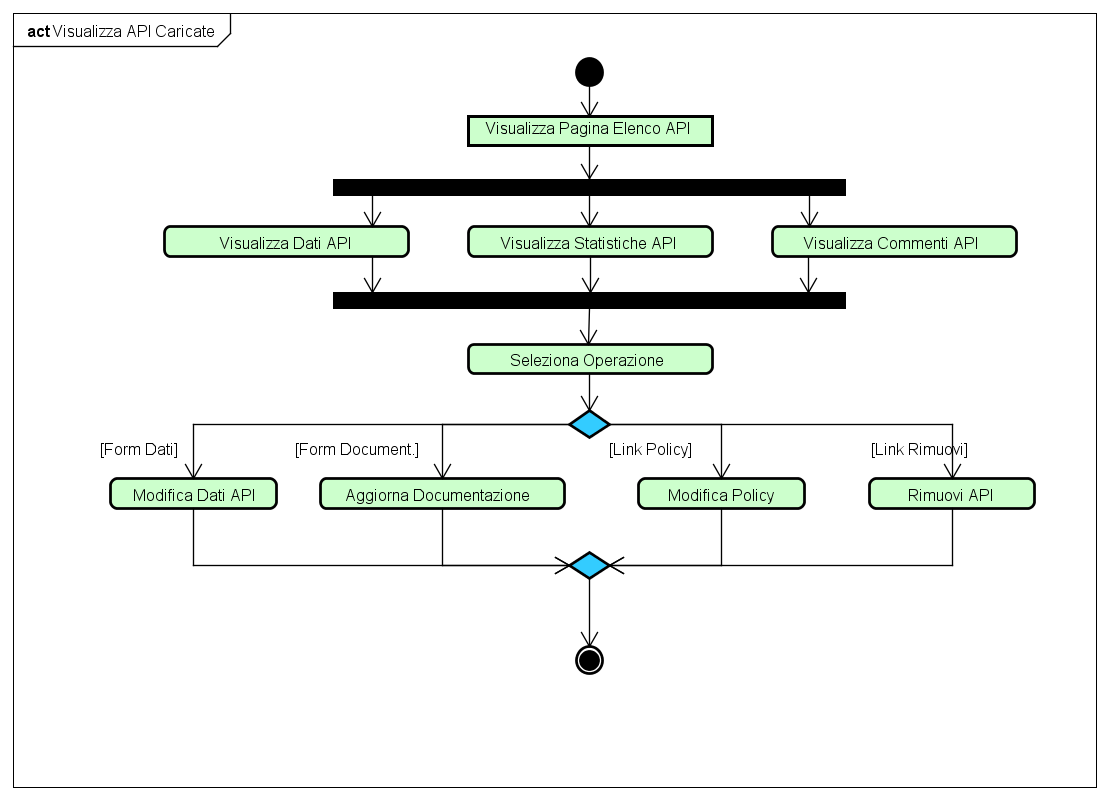 act Visualizza API Caricate
Visualizza Pagina Elenco API
Visualizza Dati API
Visualizza Statistiche API
Visualizza Commenti API
Seleziona Operazione
[Form Dati]
[Form Document.]
[Link Policy]
[Link Rimuovi]
Modifica Dati API
Aggiorna Documentazione
Modifica Policy
Rimuovi API